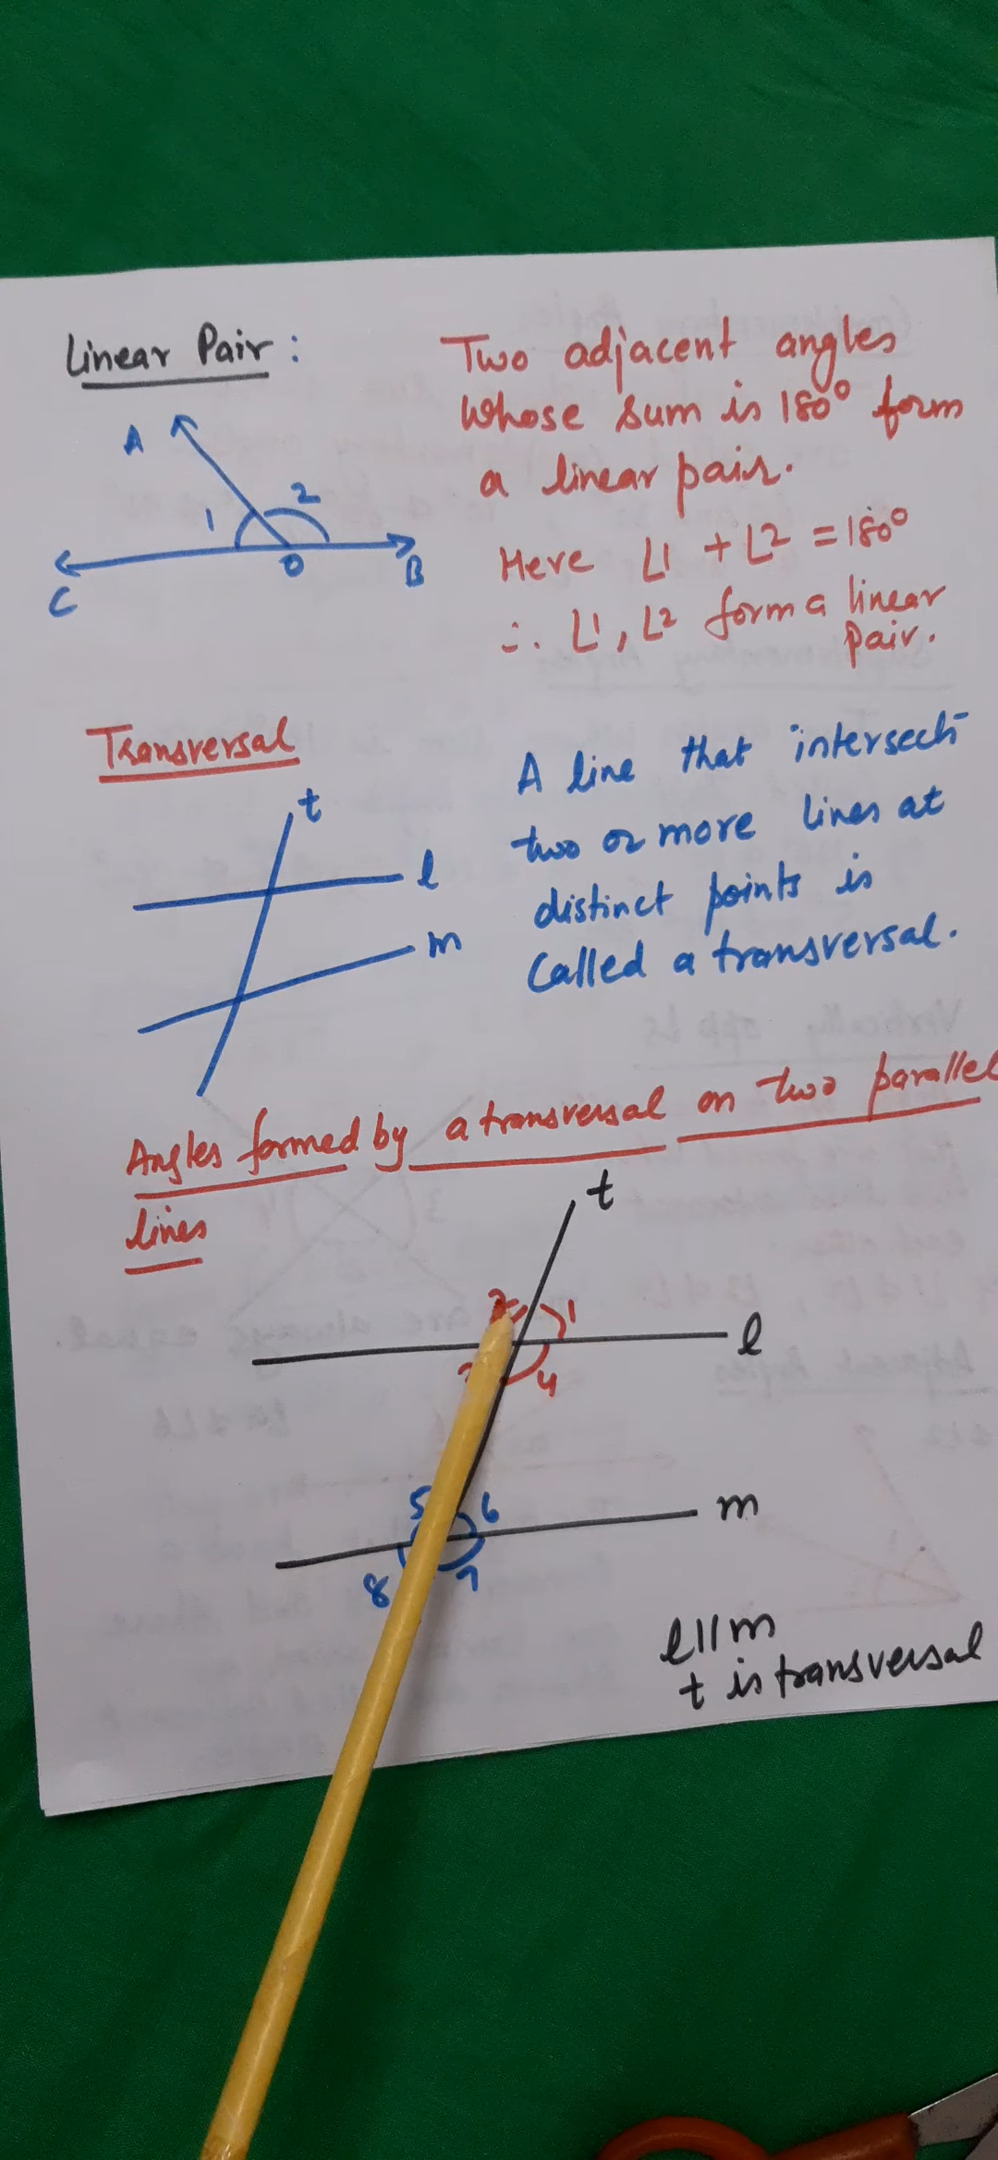 Linear Pair :
Two adjacent angles
whose sum is 180° form
a linear pair.
A
1 2
C O B
Here ∠1 + ∠2 = 180°
∴ ∠1, ∠2 form a linear
pair.
Transversal
t
l
m
A line that intersects
two or more lines at
distinct points is
called a transversal.
Angles formed by a transversal on two parallel
lines
t
2 1
l
4
5 6
m
8 7
l||m
t is transversal